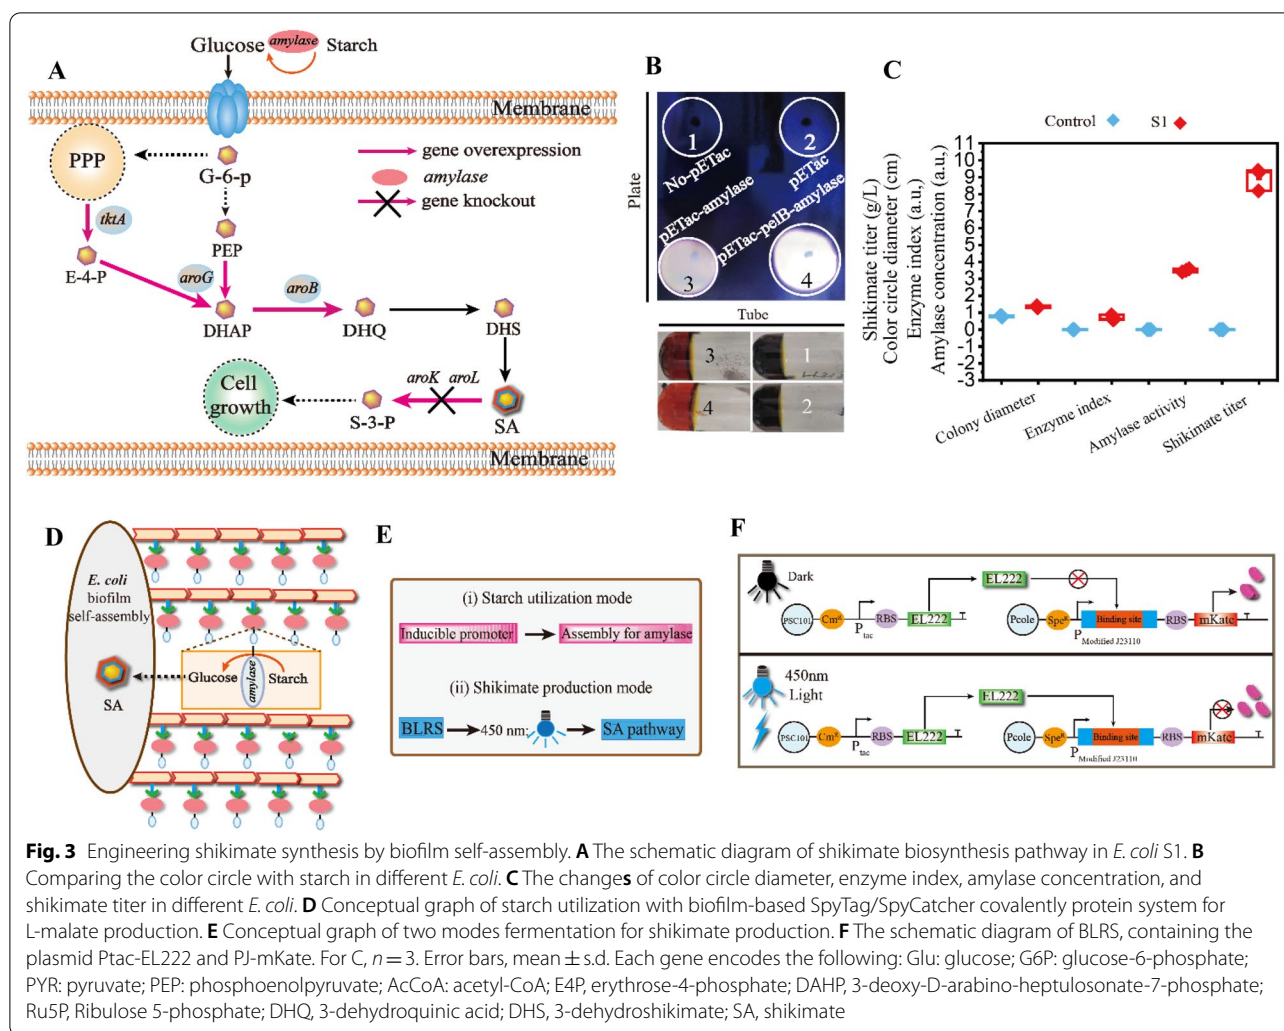 A
Glucose
amylase
Starch
Membrane
PPP
G-6-p
gene overexpression
amylase
gene knockout
tktA
PEP
E-4-P
aroG
aroB
DHAP
DHQ
DHS
Cell
growth
aroK aroL
S-3-P
SA
Membrane
B
Plate
1
2
No-pETac
pETac
pETac-amylase
pETac-pelB-amylase
3
4
Tube
3
1
4
2
C
Control
S1
Shikimate titer (g/L)
Color circle diameter (cm)
Enzyme index (a.u,)
Amylase concentration (a.u.)
11
10
9
8
7
6
5
4
3
2
1
0
-1
-2
-3
Colony diameter
Enzyme index
Amylase activity
Shikimate titer
D
E. coli
biofilm
self-assembly
SA
Glucose
amylase
Starch
E
(i) Starch utilization mode
Inducible promoter
Assembly for amylase
(ii) Shikimate production mode
BLRS
450 nm;
SA pathway
F
Dark
EL222
PSC101
Cmᴿ
Ptac
RBS
EL222
Pcole
Speᴿ
P Modified J23110
Binding site
RBS
mKate
450nm
Light
EL222
PSC101
Cmᴿ
Ptac
RBS
EL222
Pcole
Speᴿ
P Modified J23110
Binding site
RBS
mKate
Fig. 3 Engineering shikimate synthesis by biofilm self-assembly. A The schematic diagram of shikimate biosynthesis pathway in E. coli S1. B
Comparing the color circle with starch in different E. coli. C The changes of color circle diameter, enzyme index, amylase concentration, and
shikimate titer in different E. coli. D Conceptual graph of starch utilization with biofilm-based SpyTag/SpyCatcher covalently protein system for
L-malate production. E Conceptual graph of two modes fermentation for shikimate production. F The schematic diagram of BLRS, containing the
plasmid Ptac-EL222 and PJ-mKate. For C, n = 3. Error bars, mean ± s.d. Each gene encodes the following: Glu: glucose; G6P: glucose-6-phosphate;
PYR: pyruvate; PEP: phosphoenolpyruvate; AcCoA: acetyl-CoA; E4P, erythrose-4-phosphate; DAHP, 3-deoxy-D-arabino-heptulosonate-7-phosphate;
Ru5P, Ribulose 5-phosphate; DHQ, 3-dehydroquinic acid; DHS, 3-dehydroshikimate; SA, shikimate